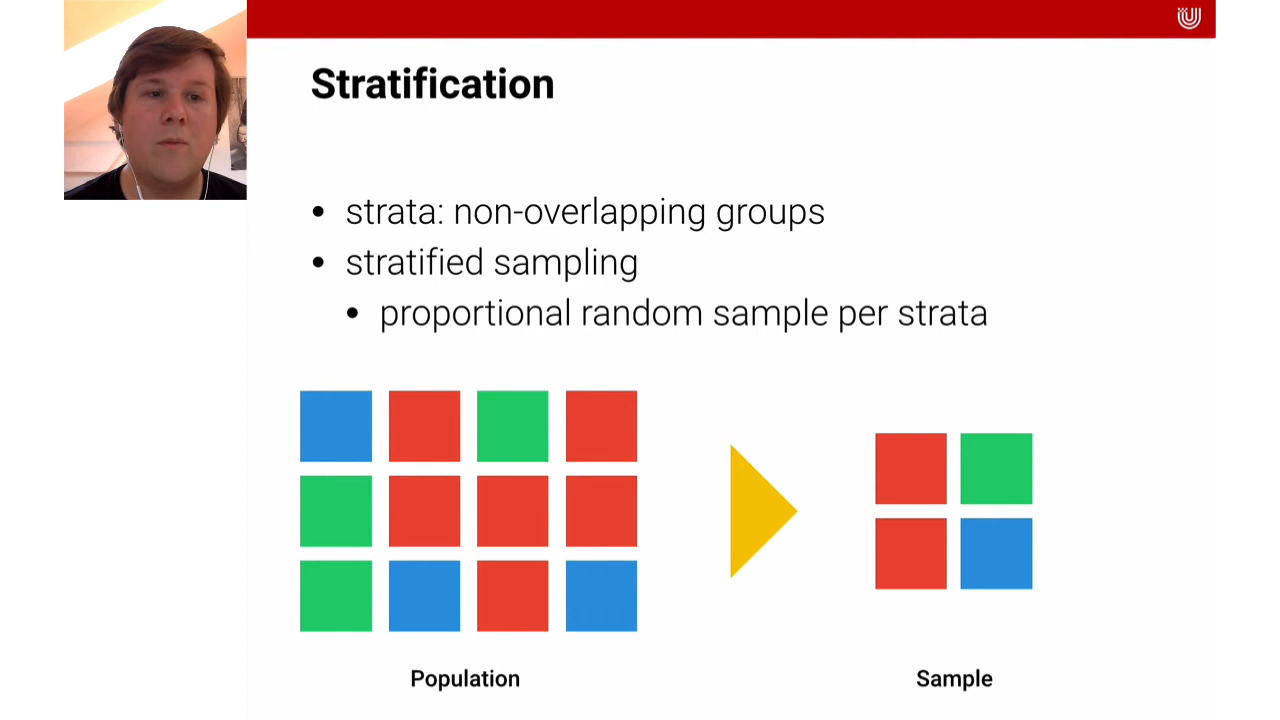 Stratification
• strata: non-overlapping groups
• stratified sampling
• proportional random sample per strata
Population
Sample